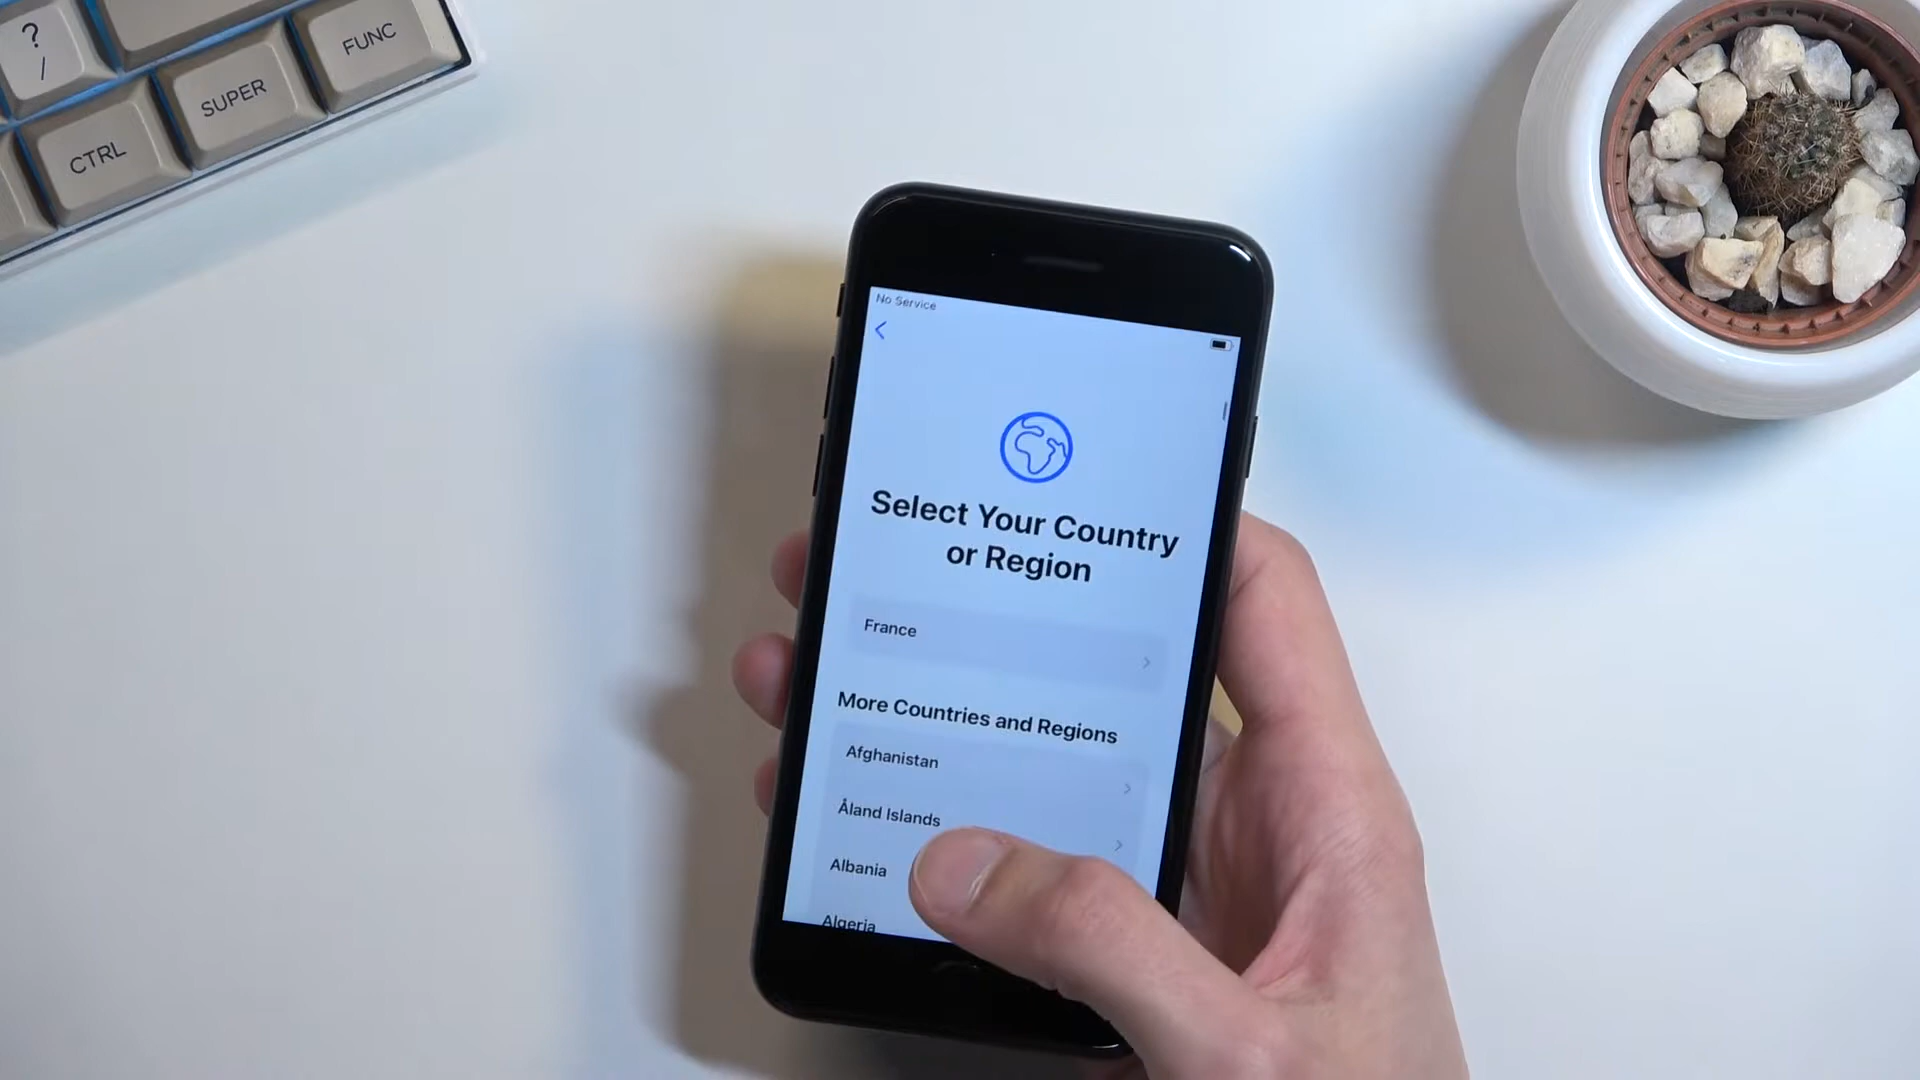 ?
/
FUNC
SUPER
CTRL
No Service
Select Your Country
or Region
France
More Countries and Regions
Afghanistan
Åland Islands
Albania
Algeria